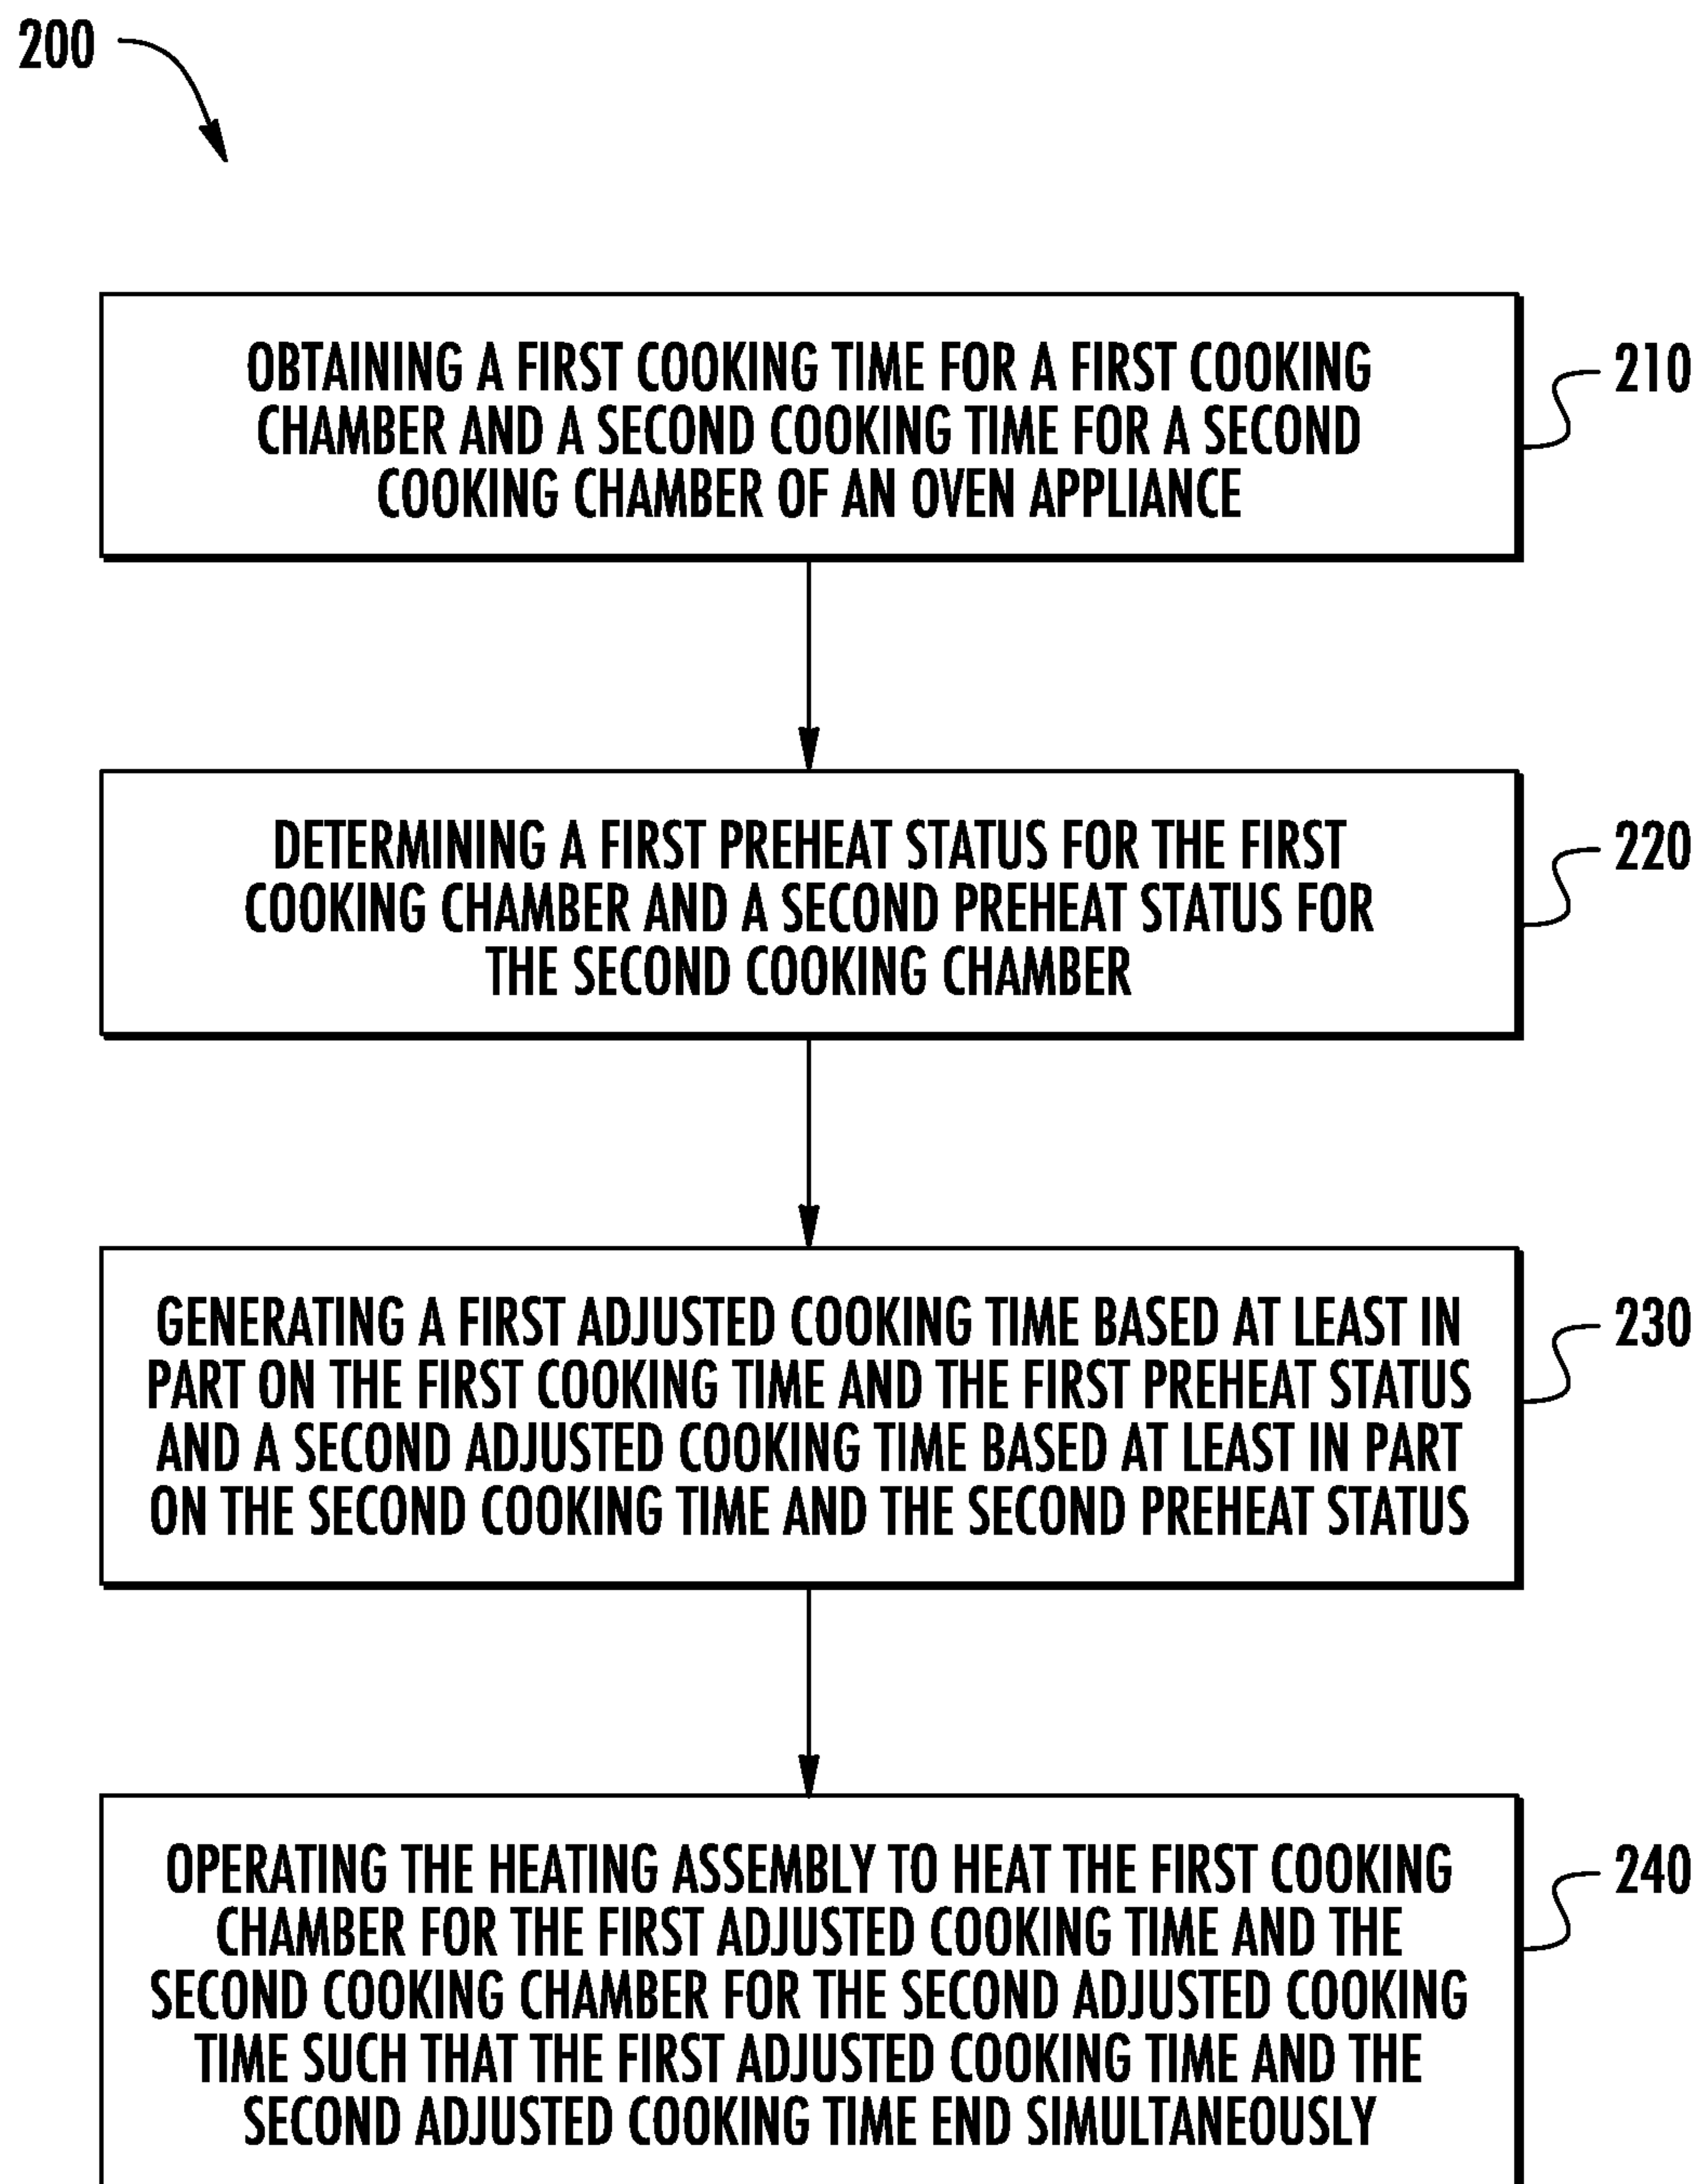 200
OBTAINING A FIRST COOKING TIME FOR A FIRST COOKING
CHAMBER AND A SECOND COOKING TIME FOR A SECOND
COOKING CHAMBER OF AN OVEN APPLIANCE
210
DETERMINING A FIRST PREHEAT STATUS FOR THE FIRST
COOKING CHAMBER AND A SECOND PREHEAT STATUS FOR
THE SECOND COOKING CHAMBER
220
GENERATING A FIRST ADJUSTED COOKING TIME BASED AT LEAST IN
PART ON THE FIRST COOKING TIME AND THE FIRST PREHEAT STATUS
AND A SECOND ADJUSTED COOKING TIME BASED AT LEAST IN PART
ON THE SECOND COOKING TIME AND THE SECOND PREHEAT STATUS
230
OPERATING THE HEATING ASSEMBLY TO HEAT THE FIRST COOKING
CHAMBER FOR THE FIRST ADJUSTED COOKING TIME AND THE
SECOND COOKING CHAMBER FOR THE SECOND ADJUSTED COOKING
TIME SUCH THAT THE FIRST ADJUSTED COOKING TIME AND THE
SECOND ADJUSTED COOKING TIME END SIMULTANEOUSLY
240